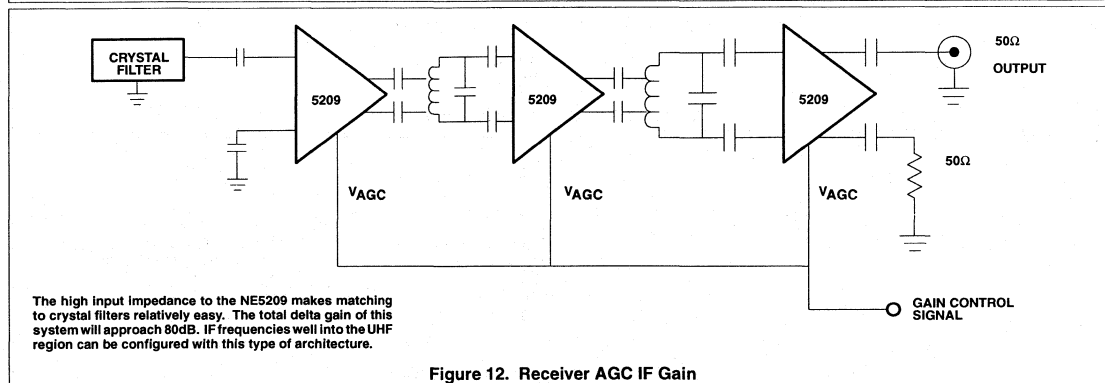 CRYSTAL
FILTER
5209
5209
5209
50Ω
OUTPUT
50Ω
VAGC
VAGC
VAGC
GAIN CONTROL
SIGNAL
The high input impedance to the NE5209 makes matching
to crystal filters relatively easy. The total delta gain of this
system will approach 80dB. IF frequencies well into the UHF
region can be configured with this type of architecture.
Figure 12. Receiver AGC IF Gain